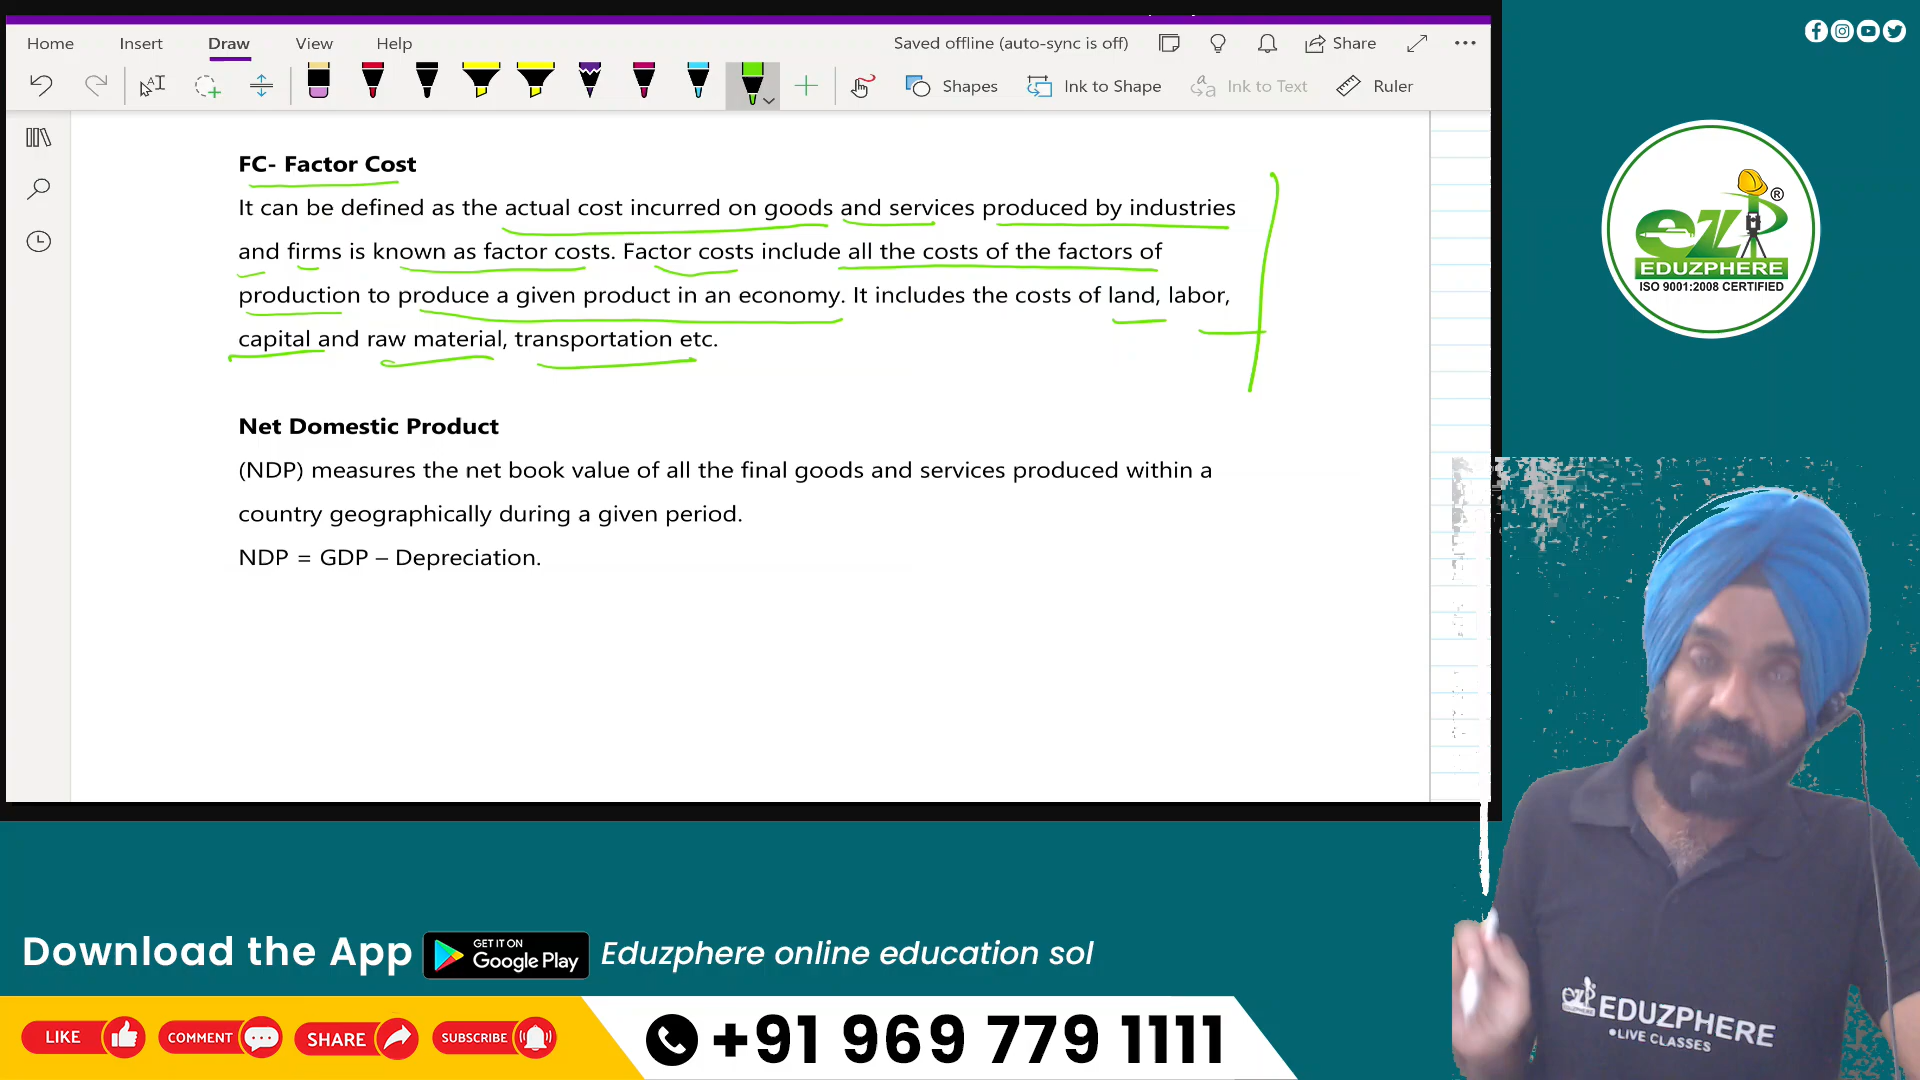 Home Insert Draw View Help Saved offline (auto-sync is off) Share
Shapes Ink to Shape Ink to Text Ruler
FC- Factor Cost
It can be defined as the actual cost incurred on goods and services produced by industries
and firms is known as factor costs. Factor costs include all the costs of the factors of
production to produce a given product in an economy. It includes the costs of land, labor,
capital and raw material, transportation etc.
Net Domestic Product
(NDP) measures the net book value of all the final goods and services produced within a
country geographically during a given period.
NDP = GDP – Depreciation.
ezp
®
EDUZPHERE
ISO 9001:2008 CERTIFIED
ezp EDUZPHERE
•LIVE CLASSES
Download the App GET IT ON Google Play Eduzphere online education sol
LIKE COMMENT SHARE SUBSCRIBE +91 969 779 1111